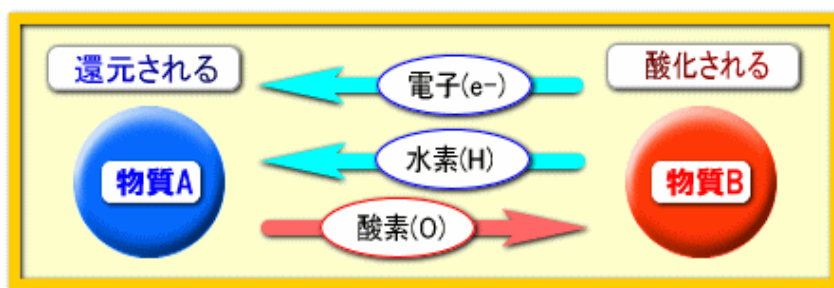 還元される
酸化される
電子(e-)
水素(H)
物質A
物質B
酸素(O)